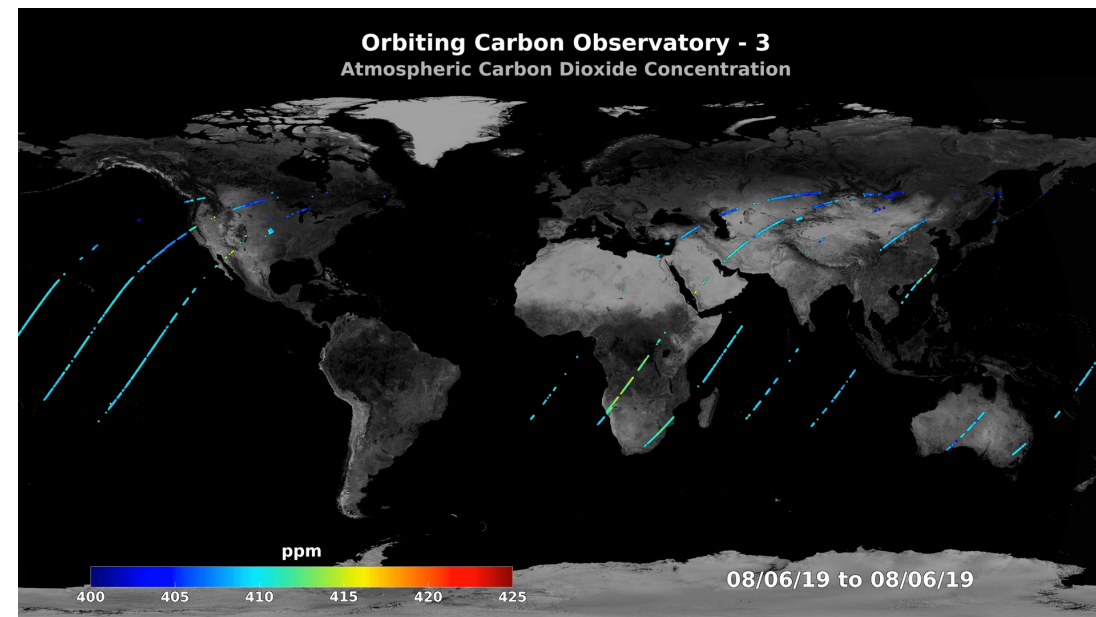 Orbiting Carbon Observatory - 3
Atmospheric Carbon Dioxide Concentration
ppm
400 405 410 415 420 425
08/06/19 to 08/06/19